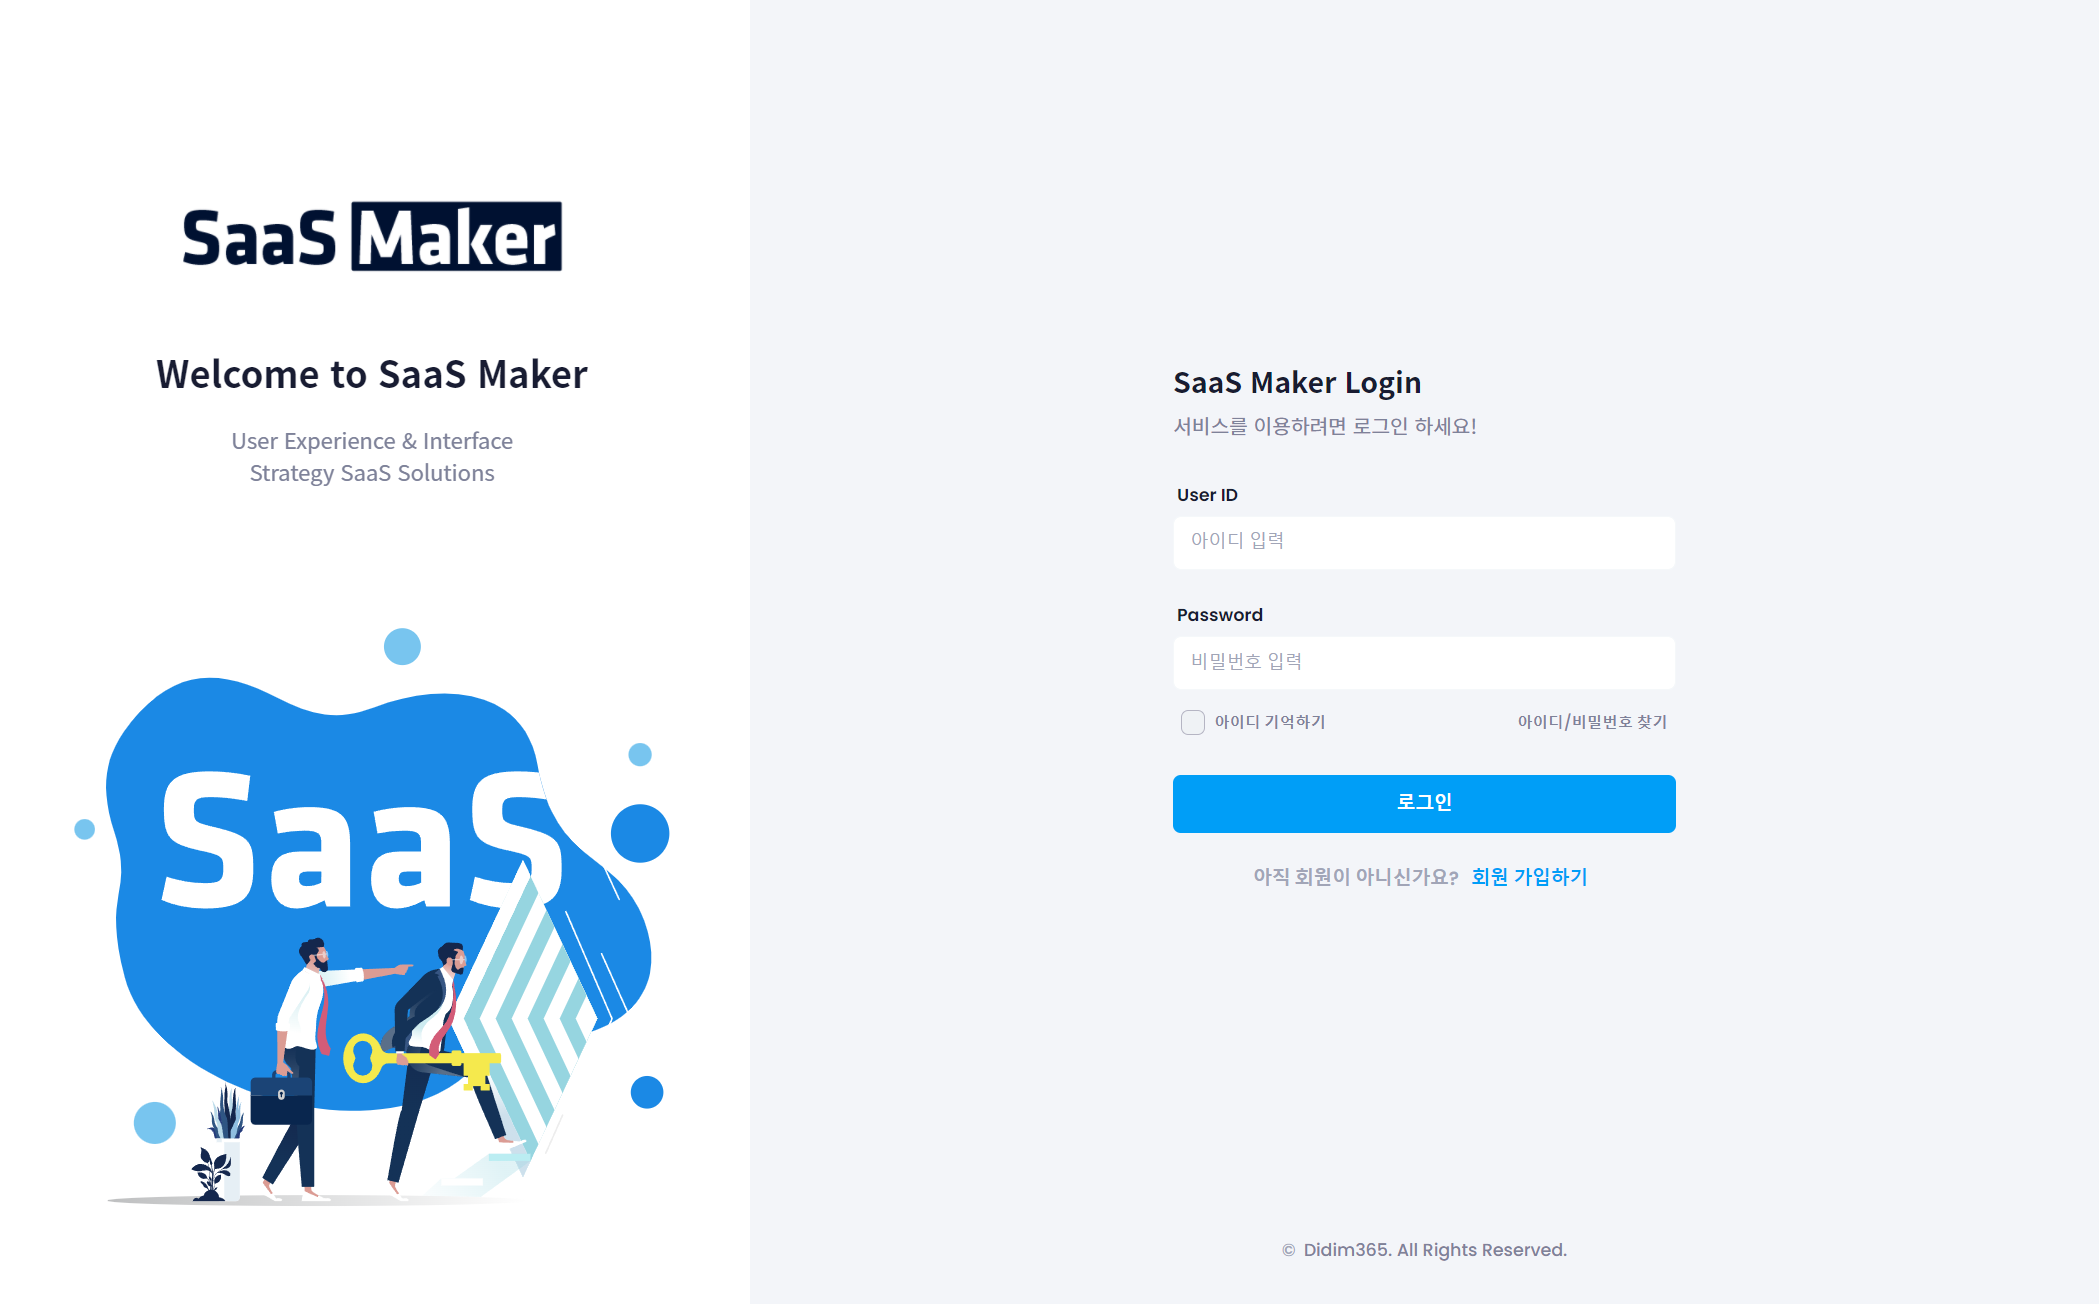 SaaS Maker
Welcome to SaaS Maker
User Experience & Interface
Strategy SaaS Solutions
SaaS
SaaS Maker Login
서비스를 이용하려면 로그인 하세요!
User ID
아이디 입력
Password
비밀번호 입력
아이디 기억하기
아이디/비밀번호 찾기
로그인
아직 회원이 아니신가요? 회원 가입하기
© Didim365. All Rights Reserved.